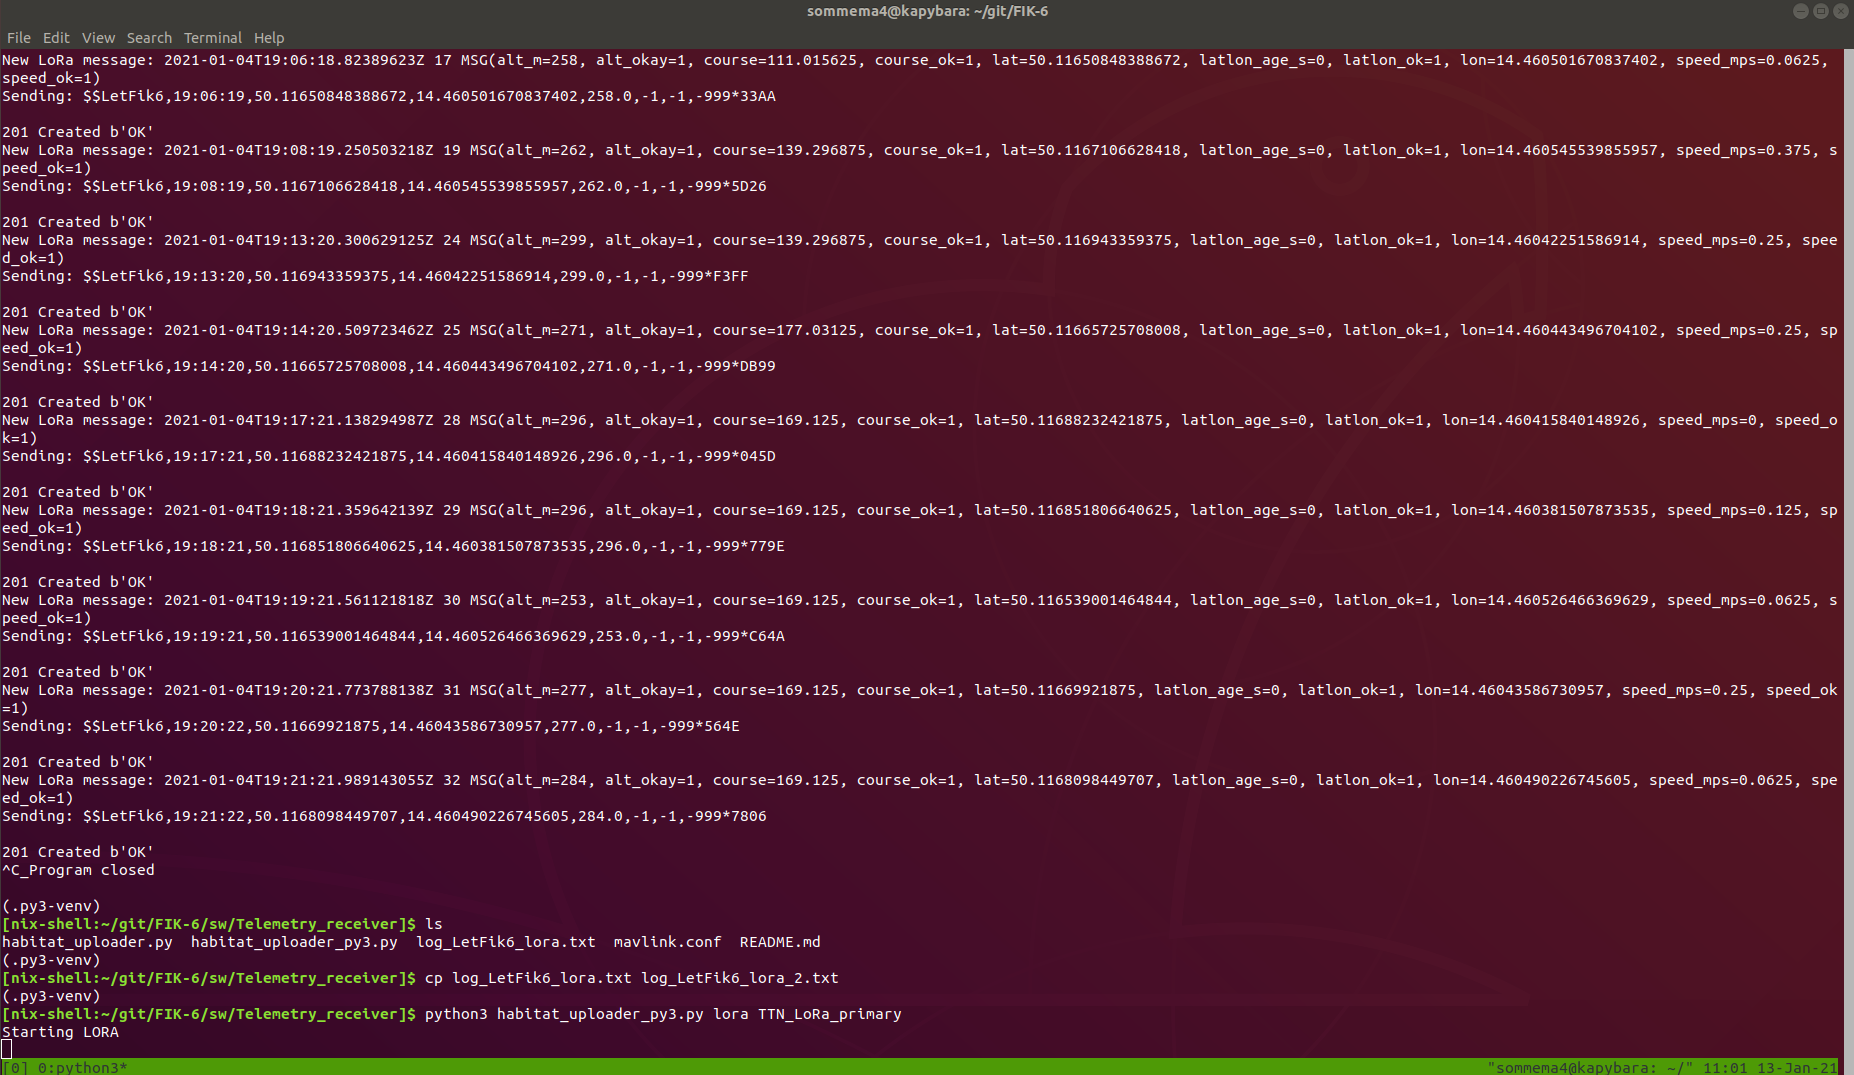 sommema4@kapybara: ~/git/FIK-6
File Edit View Search Terminal Help
New LoRa message: 2021-01-04T19:06:18.82389623Z 17 MSG(alt_m=258, alt_okay=1, course=111.015625, course_ok=1, lat=50.11650848388672, latlon_age_s=0, latlon_ok=1, lon=14.460501670837402, speed_mps=0.0625,
speed_ok=1)
Sending: $$LetFik6,19:06:19,50.11650848388672,14.460501670837402,258.0,-1,-1,-999*33AA
201 Created b'OK'
New LoRa message: 2021-01-04T19:08:19.250503218Z 19 MSG(alt_m=262, alt_okay=1, course=139.296875, course_ok=1, lat=50.1167106628418, latlon_age_s=0, latlon_ok=1, lon=14.460545539855957, speed_mps=0.375, s
peed_ok=1)
Sending: $$LetFik6,19:08:19,50.1167106628418,14.460545539855957,262.0,-1,-1,-999*5D26
201 Created b'OK'
New LoRa message: 2021-01-04T19:13:20.300629125Z 24 MSG(alt_m=299, alt_okay=1, course=139.296875, course_ok=1, lat=50.116943359375, latlon_age_s=0, latlon_ok=1, lon=14.46042251586914, speed_mps=0.25, spee
d_ok=1)
Sending: $$LetFik6,19:13:20,50.116943359375,14.46042251586914,299.0,-1,-1,-999*F3FF
201 Created b'OK'
New LoRa message: 2021-01-04T19:14:20.509723462Z 25 MSG(alt_m=271, alt_okay=1, course=177.03125, course_ok=1, lat=50.11665725708008, latlon_age_s=0, latlon_ok=1, lon=14.460443496704102, speed_mps=0.25, sp
eed_ok=1)
Sending: $$LetFik6,19:14:20,50.11665725708008,14.460443496704102,271.0,-1,-1,-999*DB99
201 Created b'OK'
New LoRa message: 2021-01-04T19:17:21.138294987Z 28 MSG(alt_m=296, alt_okay=1, course=169.125, course_ok=1, lat=50.11688232421875, latlon_age_s=0, latlon_ok=1, lon=14.460415840148926, speed_mps=0, speed_o
k=1)
Sending: $$LetFik6,19:17:21,50.11688232421875,14.460415840148926,296.0,-1,-1,-999*045D
201 Created b'OK'
New LoRa message: 2021-01-04T19:18:21.359642139Z 29 MSG(alt_m=296, alt_okay=1, course=169.125, course_ok=1, lat=50.116851806640625, latlon_age_s=0, latlon_ok=1, lon=14.460381507873535, speed_mps=0.125, sp
eed_ok=1)
Sending: $$LetFik6,19:18:21,50.116851806640625,14.460381507873535,296.0,-1,-1,-999*779E
201 Created b'OK'
New LoRa message: 2021-01-04T19:19:21.561121818Z 30 MSG(alt_m=253, alt_okay=1, course=169.125, course_ok=1, lat=50.116539001464844, latlon_age_s=0, latlon_ok=1, lon=14.460526466369629, speed_mps=0.0625, s
peed_ok=1)
Sending: $$LetFik6,19:19:21,50.116539001464844,14.460526466369629,253.0,-1,-1,-999*C64A
201 Created b'OK'
New LoRa message: 2021-01-04T19:20:21.773788138Z 31 MSG(alt_m=277, alt_okay=1, course=169.125, course_ok=1, lat=50.11669921875, latlon_age_s=0, latlon_ok=1, lon=14.46043586730957, speed_mps=0.25, speed_ok
=1)
Sending: $$LetFik6,19:20:22,50.11669921875,14.46043586730957,277.0,-1,-1,-999*564E
201 Created b'OK'
New LoRa message: 2021-01-04T19:21:21.989143055Z 32 MSG(alt_m=284, alt_okay=1, course=169.125, course_ok=1, lat=50.1168098449707, latlon_age_s=0, latlon_ok=1, lon=14.460490226745605, speed_mps=0.0625, spe
ed_ok=1)
Sending: $$LetFik6,19:21:22,50.1168098449707,14.460490226745605,284.0,-1,-1,-999*7806
201 Created b'OK'
^C_Program closed
(.py3-venv)
[nix-shell:~/git/FIK-6/sw/Telemetry_receiver]$ ls
habitat_uploader.py habitat_uploader_py3.py log_LetFik6_lora.txt mavlink.conf README.md
(.py3-venv)
[nix-shell:~/git/FIK-6/sw/Telemetry_receiver]$ cp log_LetFik6_lora.txt log_LetFik6_lora_2.txt
(.py3-venv)
[nix-shell:~/git/FIK-6/sw/Telemetry_receiver]$ python3 habitat_uploader_py3.py lora TTN_LoRa_primary
Starting LORA
[0] 0:python3* "sommema4@kapybara: ~/" 11:01 13-Jan-21